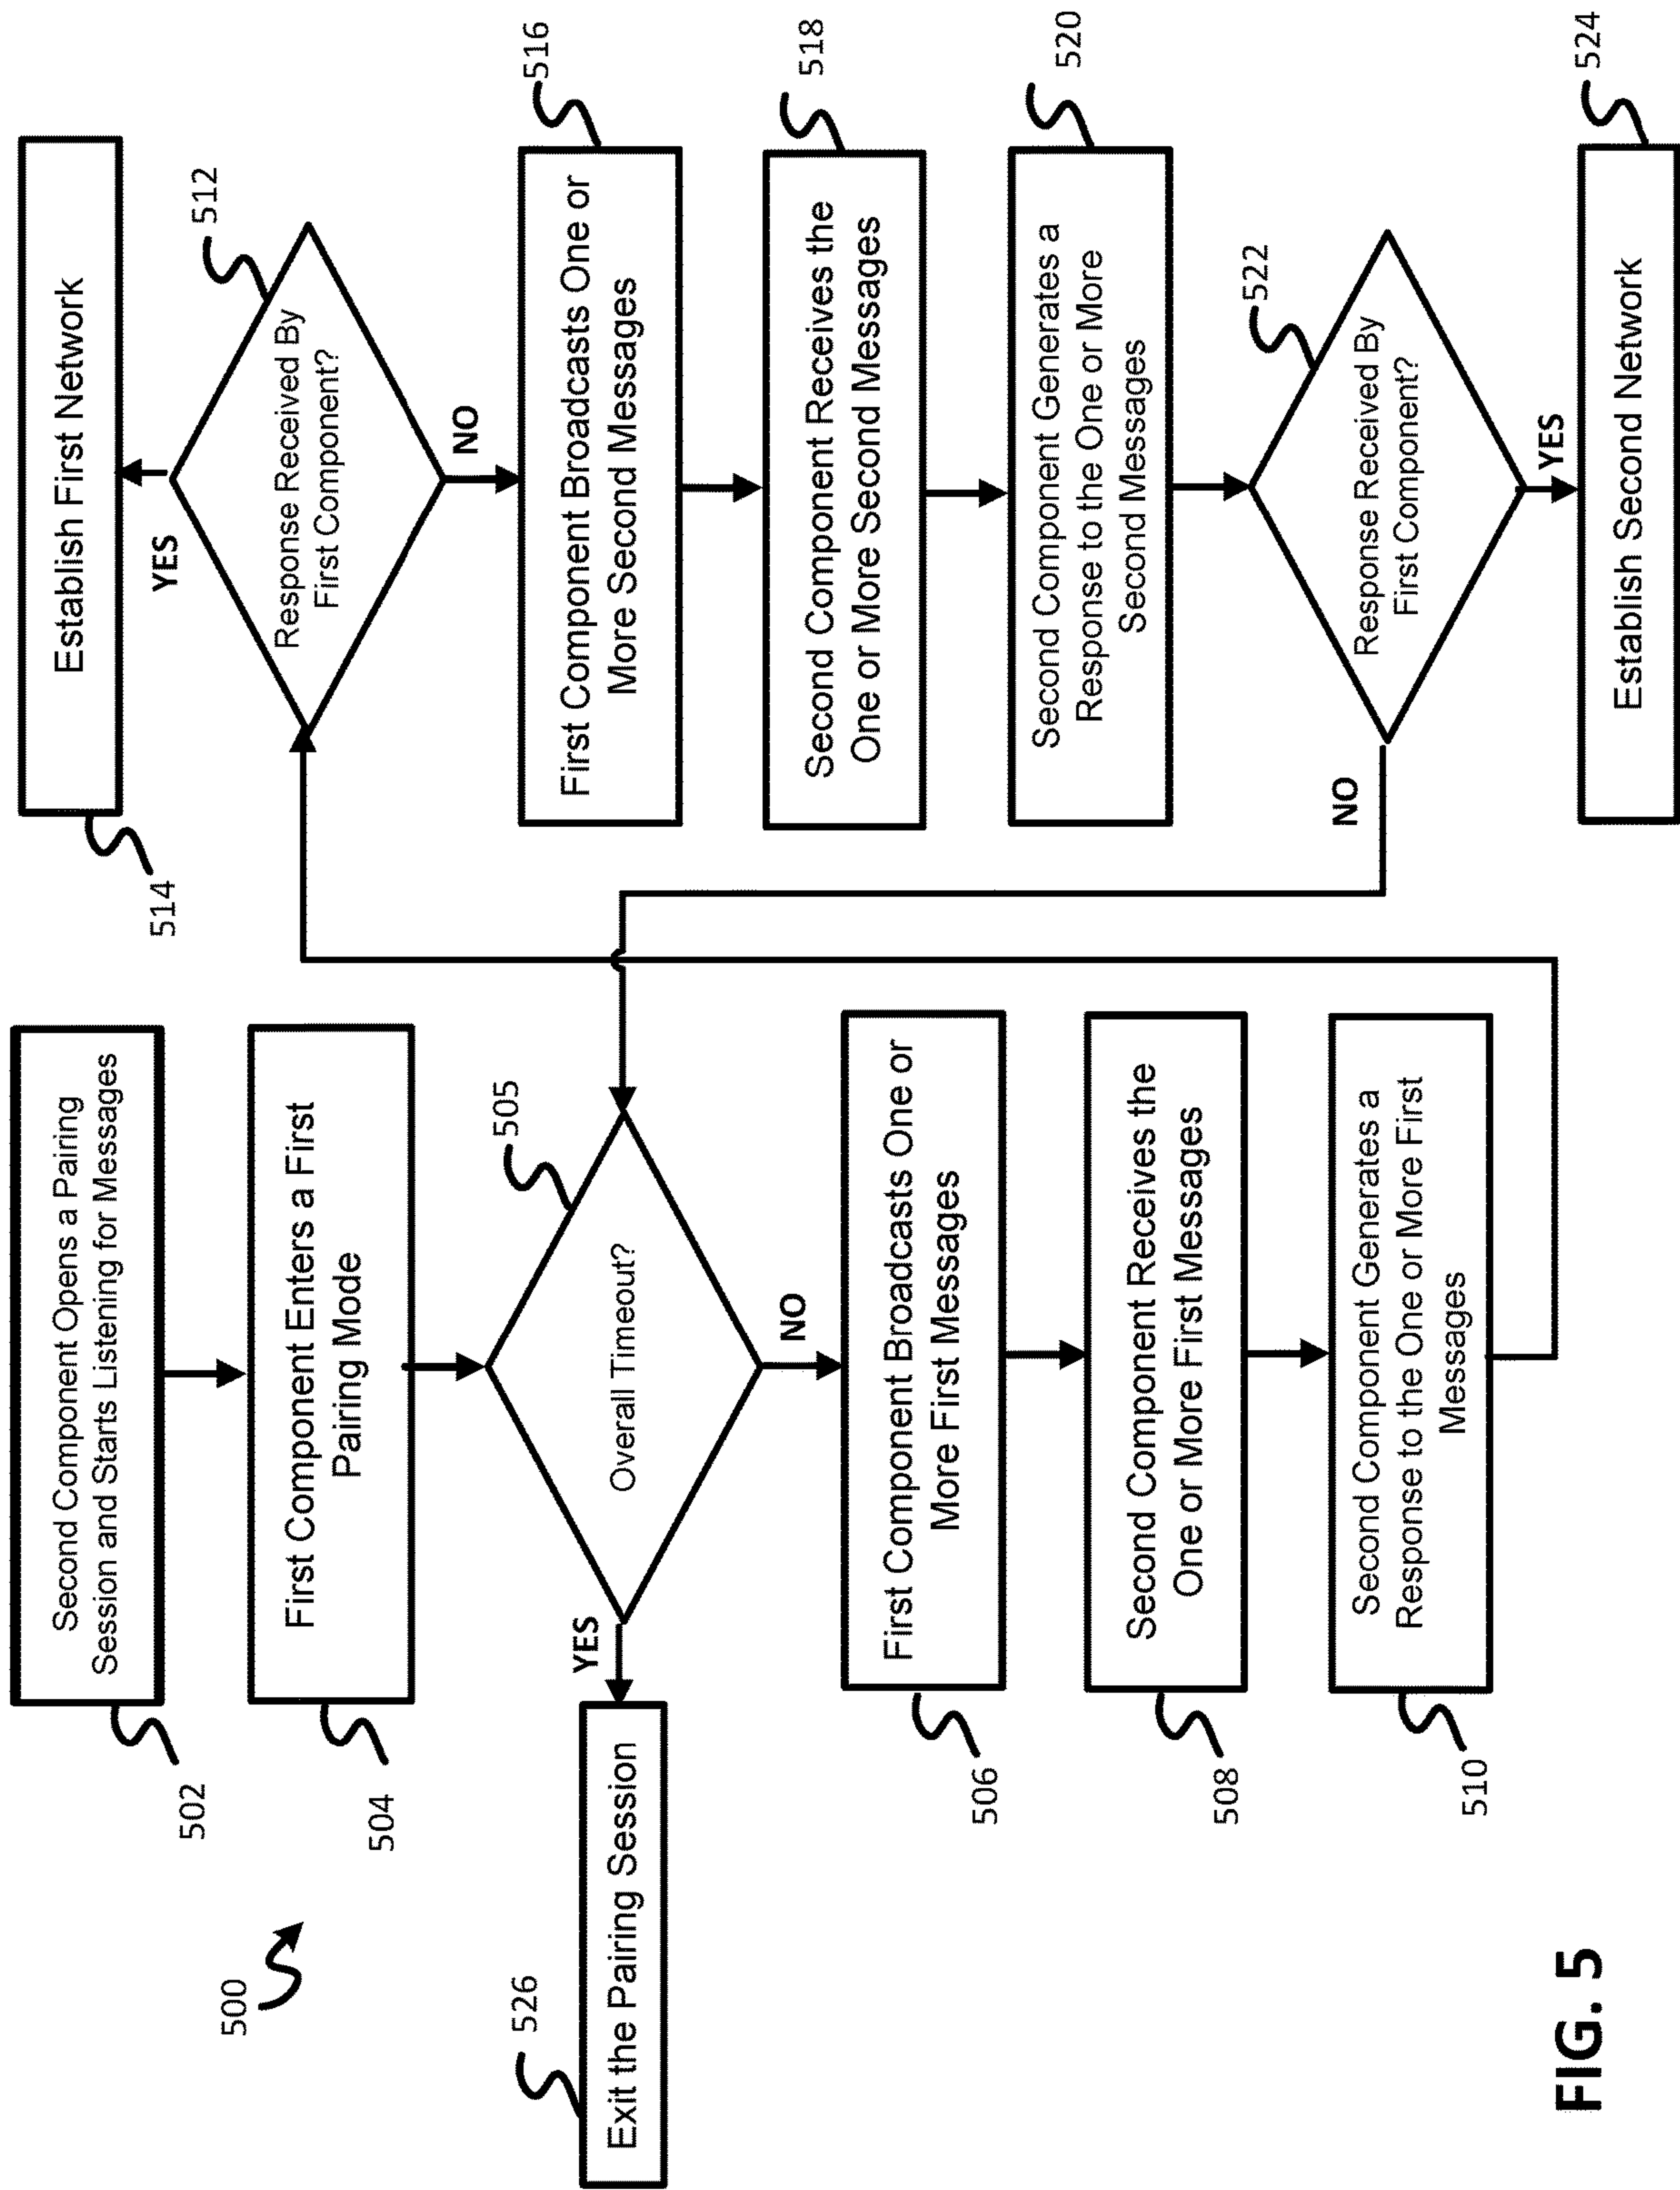 500
Second Component Opens a Pairing
Session and Starts Listening for Messages
502
First Component Enters a First
Pairing Mode
504
Overall Timeout?
505
YES
NO
Exit the Pairing Session
526
First Component Broadcasts One or
More First Messages
506
Second Component Receives the
One or More First Messages
508
Second Component Generates a
Response to the One or More First
Messages
510
Establish First Network
514
YES
Response Received By
First Component?
512
NO
First Component Broadcasts One or
More Second Messages
516
Second Component Receives the
One or More Second Messages
518
Second Component Generates a
Response to the One or More
Second Messages
520
Response Received By
First Component?
522
NO
YES
Establish Second Network
524
FIG. 5